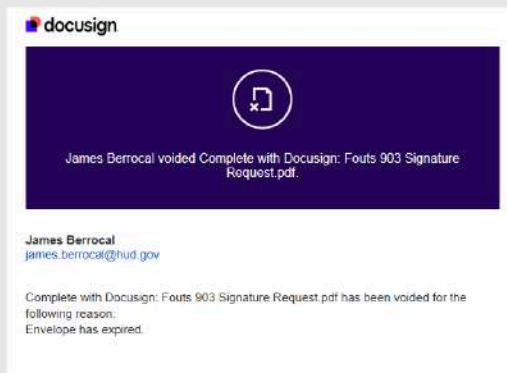 docusign
James Berrocal voided Complete with Docusign: Fouts 903 Signature
Request.pdf.
James Berrocal
james.berrocal@hud.gov
Complete with Docusign: Fouts 903 Signature Request.pdf has been voided for the
following reason:
Envelope has expired.